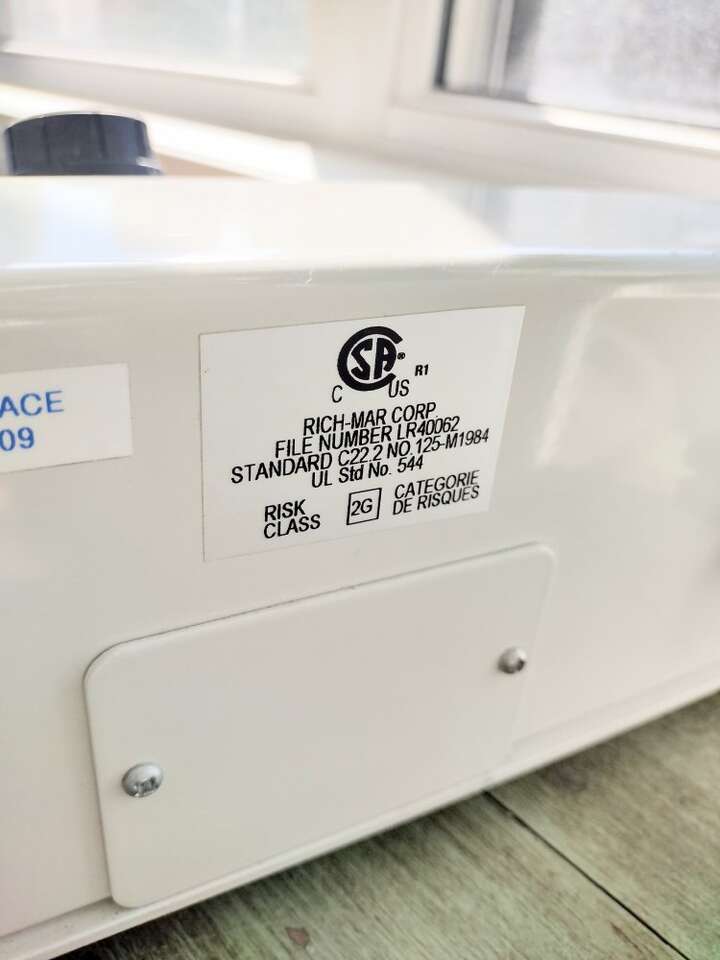 ACE
09
SA® R1
C US
RICH-MAR CORP.
FILE NUMBER LR40062
STANDARD C22.2 NO.125-M1984
UL Std No. 544
RISK CLASS
2G
CATEGORIE DE RISQUES